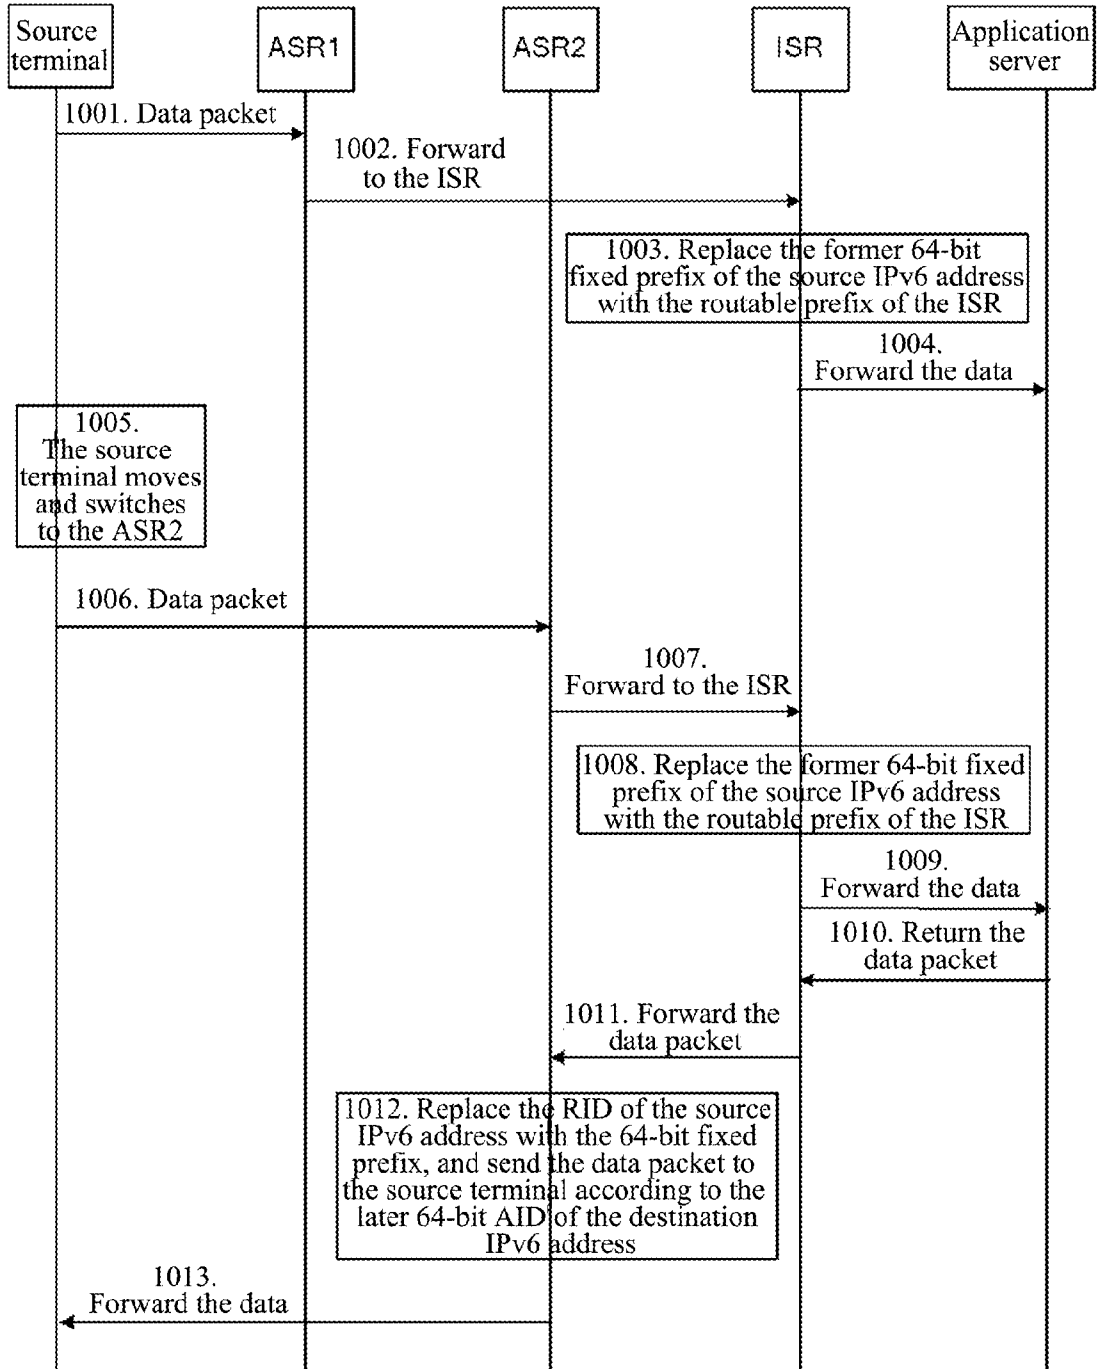 Source
terminal
ASR1
ASR2
ISR
Application
server
1001. Data packet
1002. Forward
to the ISR
1003. Replace the former 64-bit
fixed prefix of the source IPv6 address
with the routable prefix of the ISR
1004.
Forward the data
1005.
The source
terminal moves
and switches
to the ASR2
1006. Data packet
1007.
Forward to the ISR
1008. Replace the former 64-bit fixed
prefix of the source IPv6 address
with the routable prefix of the ISR
1009.
Forward the data
1010. Return the
data packet
1011. Forward the
data packet
1012. Replace the RID of the source
IPv6 address with the 64-bit fixed
prefix, and send the data packet to
the source terminal according to the
later 64-bit AID of the destination
IPv6 address
1013.
Forward the data